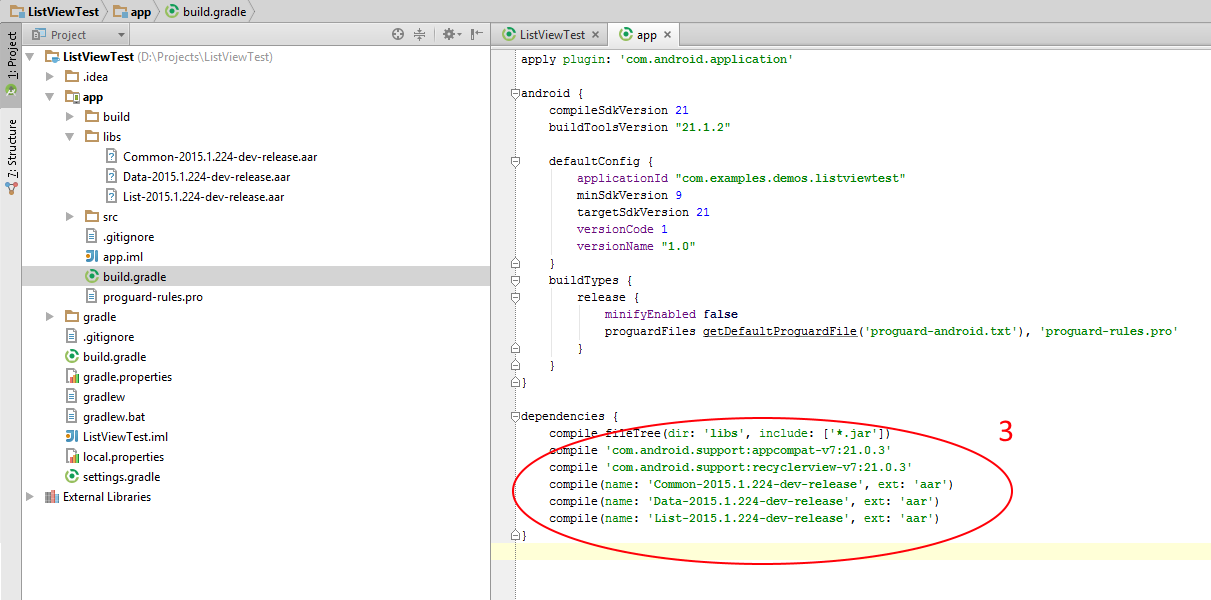 ListViewTest app build.gradle
1: Project
7: Structure
Project
ListViewTest (D:\Projects\ListViewTest)
.idea
app
build
libs
Common-2015.1.224-dev-release.aar
Data-2015.1.224-dev-release.aar
List-2015.1.224-dev-release.aar
src
.gitignore
app.iml
build.gradle
proguard-rules.pro
gradle
.gitignore
build.gradle
gradle.properties
gradlew
gradlew.bat
ListViewTest.iml
local.properties
settings.gradle
External Libraries
ListViewTest app
apply plugin: 'com.android.application'
android {
compileSdkVersion 21
buildToolsVersion "21.1.2"
defaultConfig {
applicationId "com.examples.demos.listviewtest"
minSdkVersion 9
targetSdkVersion 21
versionCode 1
versionName "1.0"
}
buildTypes {
release {
minifyEnabled false
proguardFiles getDefaultProguardFile('proguard-android.txt'), 'proguard-rules.pro'
}
}
}
dependencies {
compile fileTree(dir: 'libs', include: ['*.jar'])
compile 'com.android.support:appcompat-v7:21.0.3'
compile 'com.android.support:recyclerview-v7:21.0.3'
compile(name: 'Common-2015.1.224-dev-release', ext: 'aar')
compile(name: 'Data-2015.1.224-dev-release', ext: 'aar')
compile(name: 'List-2015.1.224-dev-release', ext: 'aar')
}
3